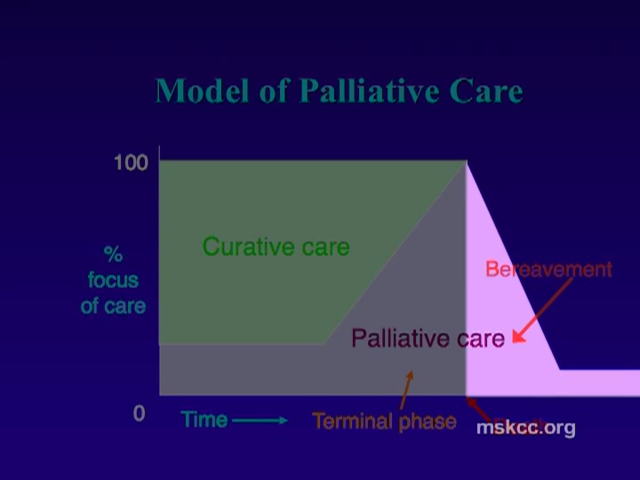 Model of Palliative Care
100
Curative care
%
focus
of care
Bereavement
Palliative care
0
Time
Terminal phase
mskcc.org